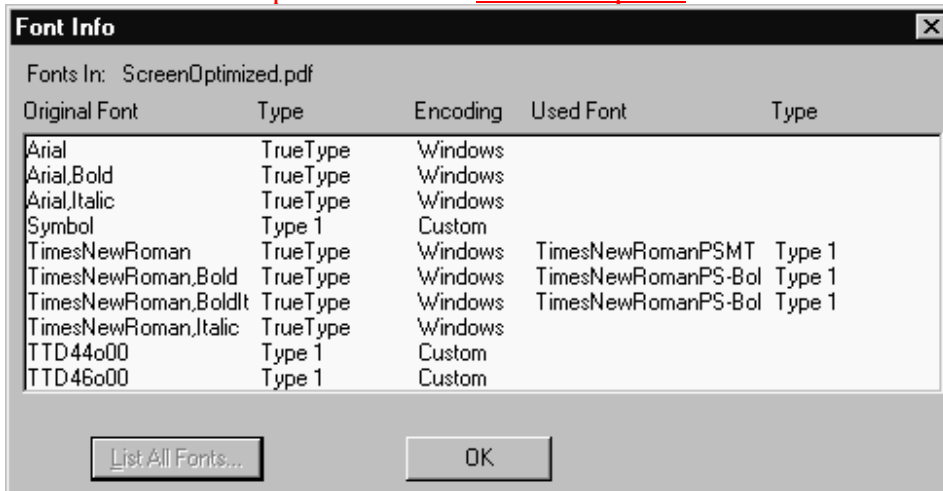 Font Info
Fonts In: ScreenOptimized.pdf
Original Font Type Encoding Used Font Type
Arial TrueType Windows
Arial,Bold TrueType Windows
Arial,Italic TrueType Windows
Symbol Type 1 Custom
TimesNewRoman TrueType Windows TimesNewRomanPSMT Type 1
TimesNewRoman,Bold TrueType Windows TimesNewRomanPS-Bol Type 1
TimesNewRoman,BoldIt TrueType Windows TimesNewRomanPS-Bol Type 1
TimesNewRoman,Italic TrueType Windows
TTD44o00 Type 1 Custom
TTD46o00 Type 1 Custom
List All Fonts... OK